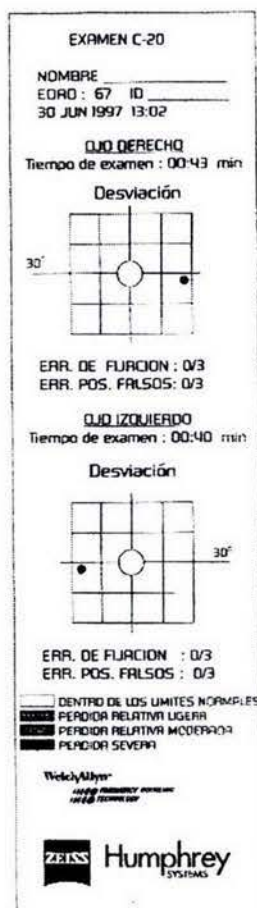 EXAMEN C-20
NOMBRE
EDAD : 67 ID
30 JUN 1997 13:02
OJO DERECHO
Tiempo de examen : 00:43 min
Desviación
30°
ERR. DE FIJACION : 0/3
ERR. POS. FALSOS: 0/3
OJO IZQUIERDO
Tiempo de examen : 00:40 min
Desviación
30°
ERR. DE FIJACION : 0/3
ERR. POS. FALSOS : 0/3
DENTRO DE LOS LIMITES NORMALES
PERDIDA RELATIVA LIGERA
PERDIDA RELATIVA MODERADA
PERDIDA SEVERA
WelchAllyn
FREQUENCY DOUBLING
TECHNOLOGY
ZEISS Humphrey
SYSTEMS